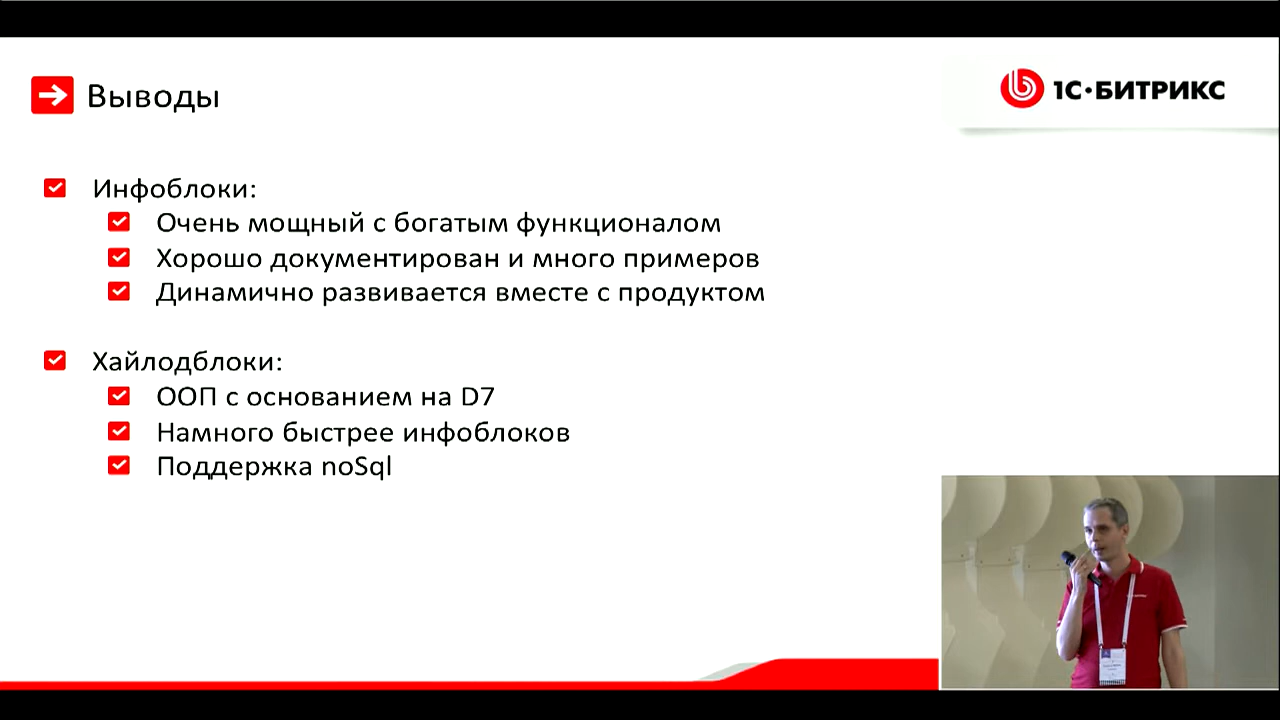 Выводы
1С•БИТРИКС
Инфоблоки:
Очень мощный с богатым функционалом
Хорошо документирован и много примеров
Динамично развивается вместе с продуктом
Хайлодблоки:
ООП с основанием на D7
Намного быстрее инфоблоков
Поддержка noSql